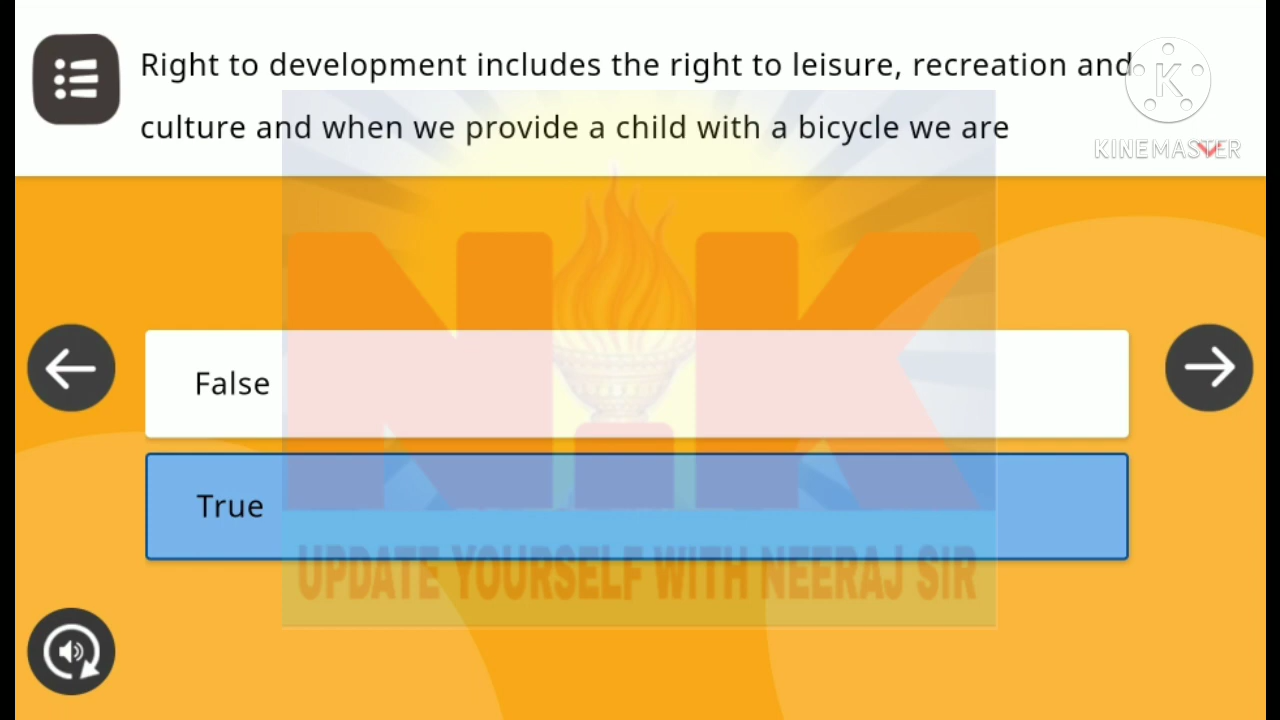 Right to development includes the right to leisure, recreation and
culture and when we provide a child with a bicycle we are
K
KINEMASTER
NK
False
True
UPDATE YOURSELF WITH NEERAJ SIR